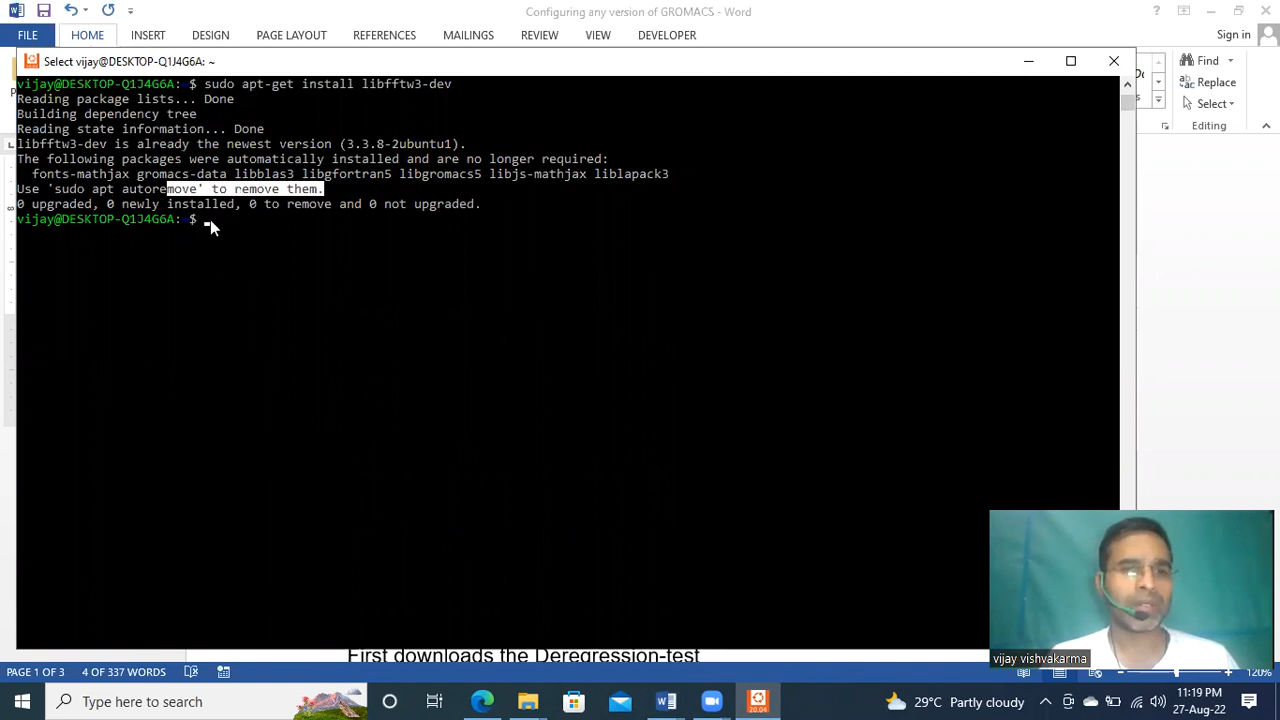 Configuring any version of GROMACS - Word
FILE HOME INSERT DESIGN PAGE LAYOUT REFERENCES MAILINGS REVIEW VIEW DEVELOPER Sign in
Select vijay@DESKTOP-Q1J4G6A: ~
Find
Replace
Select
Editing
vijay@DESKTOP-Q1J4G6A:~$ sudo apt-get install libfftw3-dev
Reading package lists... Done
Building dependency tree
Reading state information... Done
libfftw3-dev is already the newest version (3.3.8-2ubuntu1).
The following packages were automatically installed and are no longer required:
fonts-mathjax gromacs-data libblas3 libgfortran5 libgromacs5 libjs-mathjax liblapack3
Use 'sudo apt autoremove' to remove them.
0 upgraded, 0 newly installed, 0 to remove and 0 not upgraded.
vijay@DESKTOP-Q1J4G6A:~$
First downloads the Deregression-test
vijay vishvakarma
PAGE 1 OF 3 4 OF 337 WORDS 120%
Type here to search
20.04
29°C Partly cloudy
11:19 PM
27-Aug-22